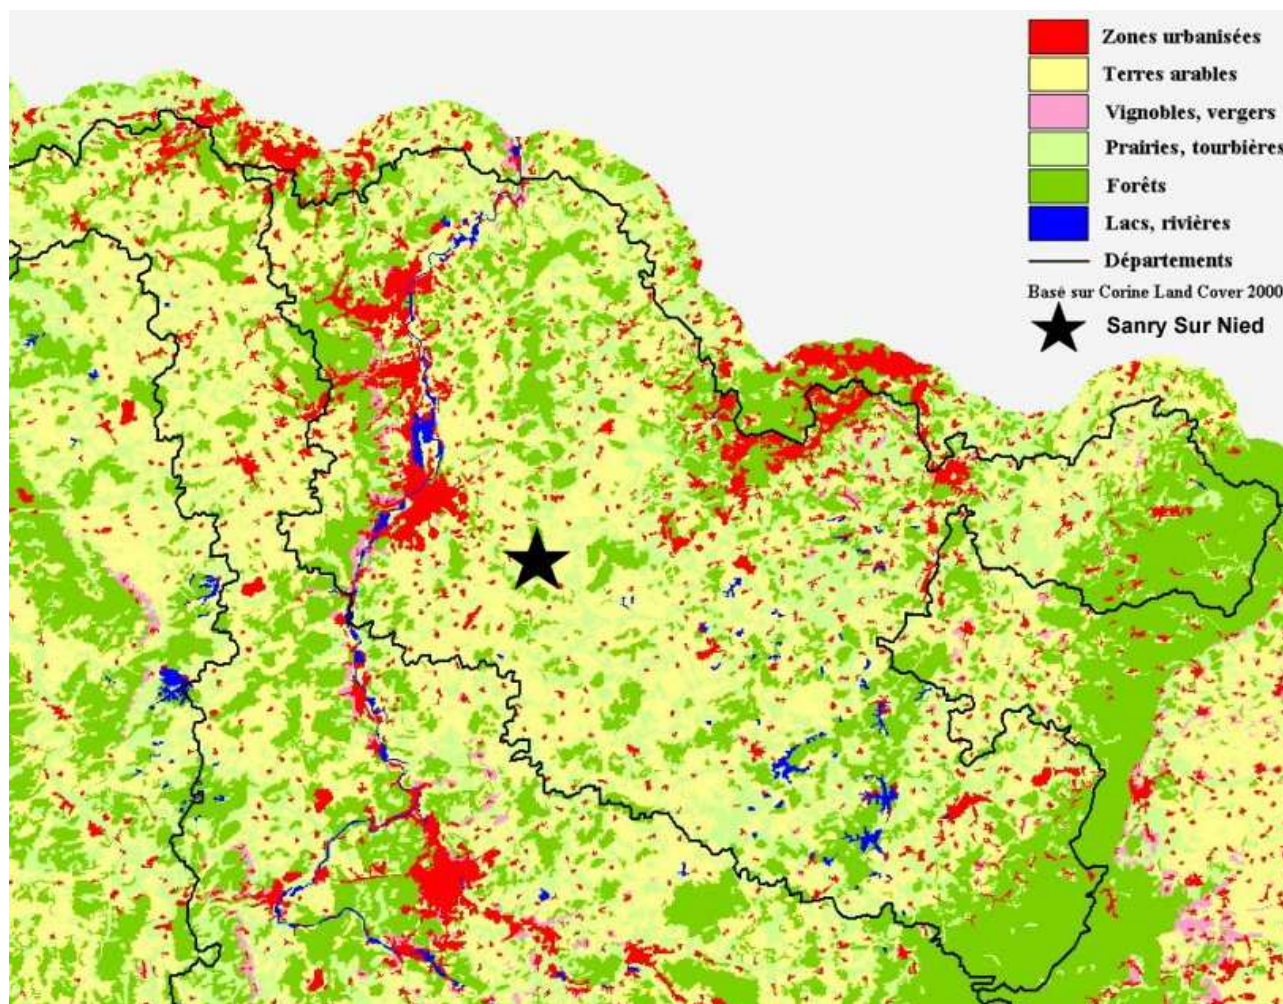 Zones urbanisées
Terres arables
Vignobles, vergers
Prairies, tourbières
Forêts
Lacs, rivières
Départements
Basé sur Corine Land Cover 2000
Sanry Sur Nied